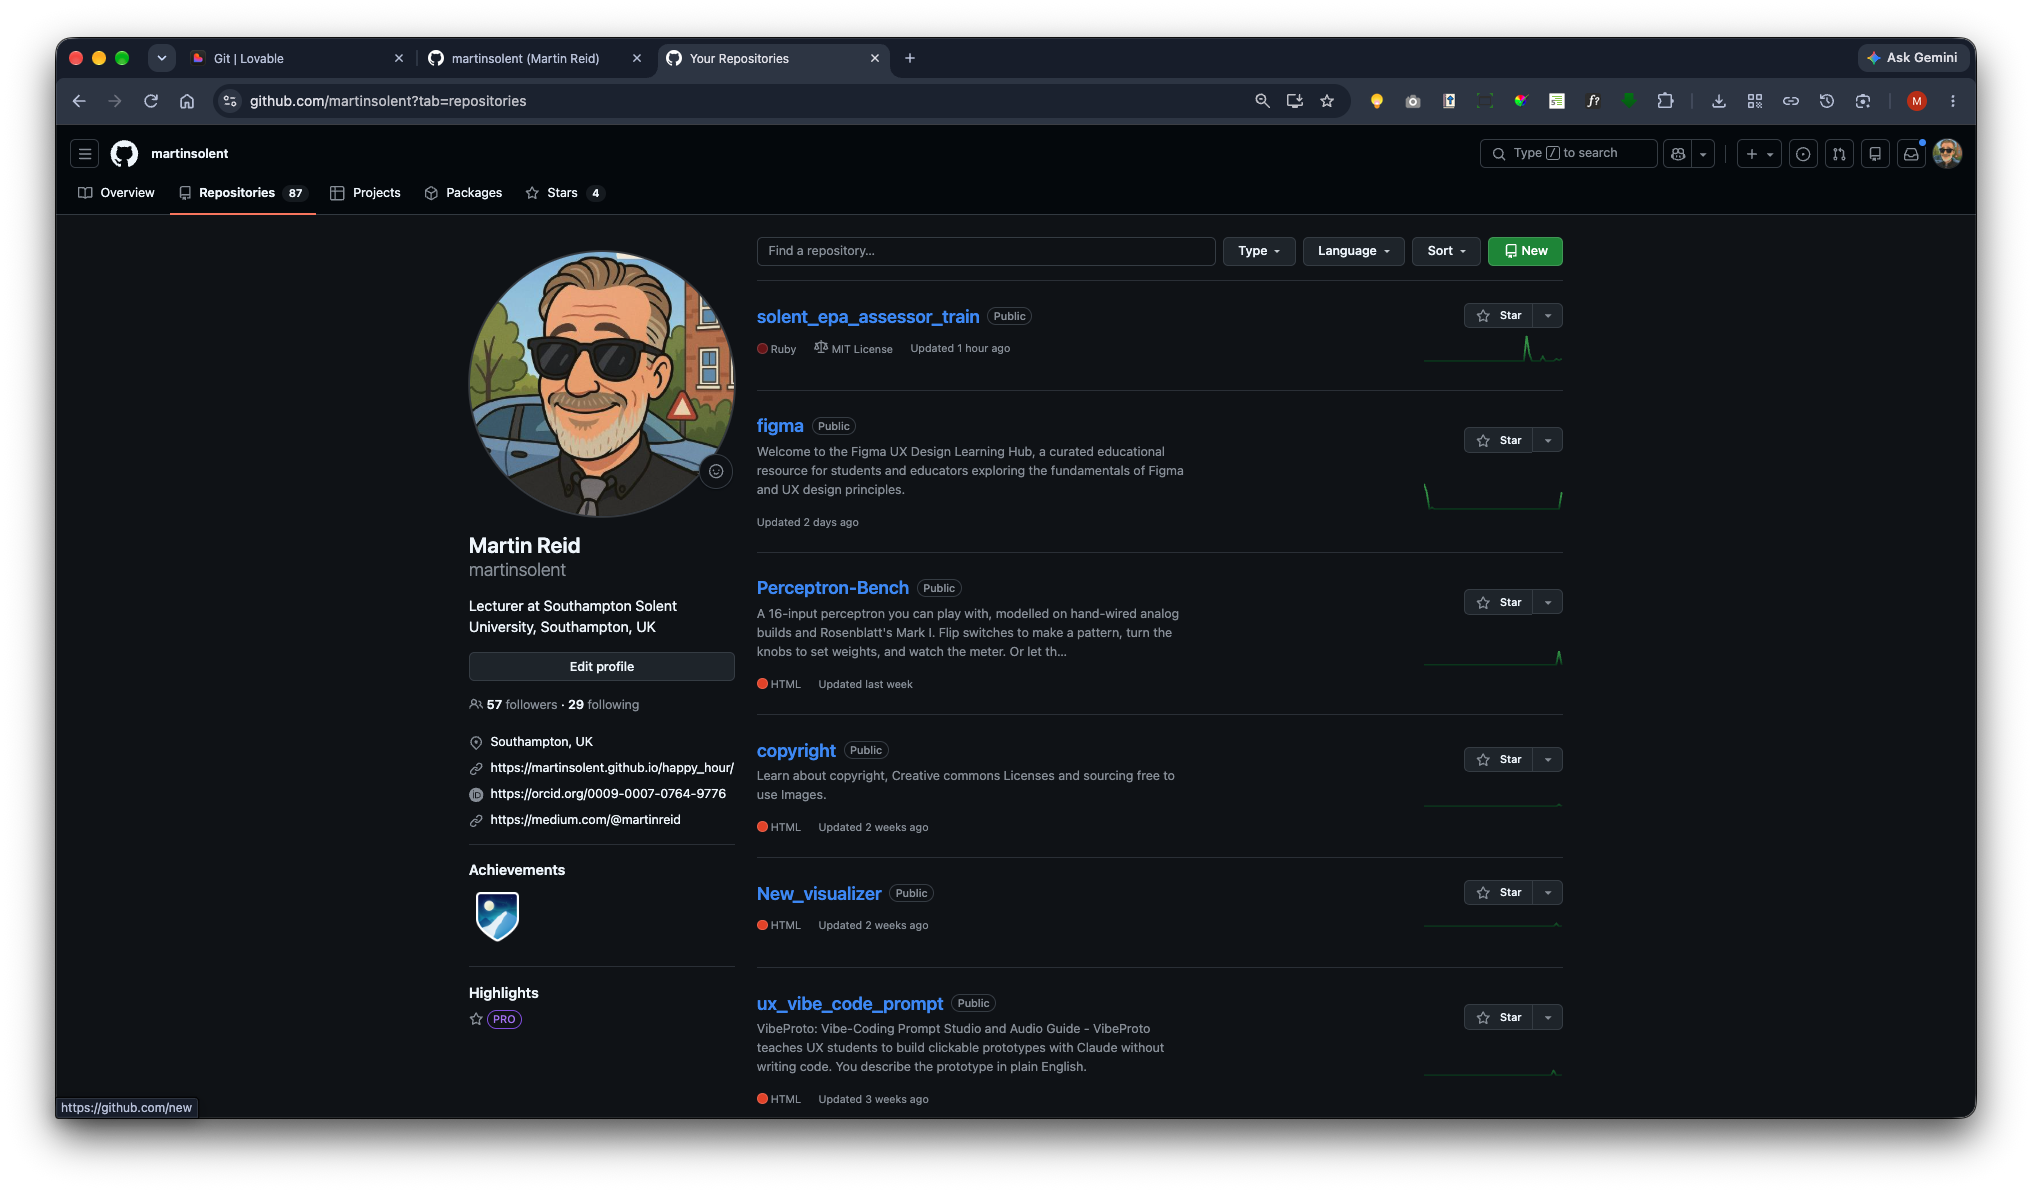 Git | Lovable
martinsolent (Martin Reid)
Your Repositories
Ask Gemini
github.com/martinsolent?tab=repositories
M
martinsolent
Type / to search
Overview
Repositories 87
Projects
Packages
Stars 4
Find a repository...
Type
Language
Sort
New
solent_epa_assessor_train Public
Star
Ruby MIT License Updated 1 hour ago
figma Public
Star
Welcome to the Figma UX Design Learning Hub, a curated educational
resource for students and educators exploring the fundamentals of Figma
and UX design principles.
Updated 2 days ago
Perceptron-Bench Public
Star
A 16-input perceptron you can play with, modelled on hand-wired analog
builds and Rosenblatt's Mark I. Flip switches to make a pattern, turn the
knobs to set weights, and watch the meter. Or let th...
HTML Updated last week
copyright Public
Star
Learn about copyright, Creative commons Licenses and sourcing free to
use Images.
HTML Updated 2 weeks ago
New_visualizer Public
Star
HTML Updated 2 weeks ago
ux_vibe_code_prompt Public
Star
VibeProto: Vibe-Coding Prompt Studio and Audio Guide - VibeProto
teaches UX students to build clickable prototypes with Claude without
writing code. You describe the prototype in plain English.
HTML Updated 3 weeks ago
Martin Reid
martinsolent
Lecturer at Southampton Solent
University, Southampton, UK
Edit profile
57 followers · 29 following
Southampton, UK
https://martinsolent.github.io/happy_hour/
https://orcid.org/0009-0007-0764-9776
https://medium.com/@martinreid
Achievements
Highlights
PRO
https://github.com/new